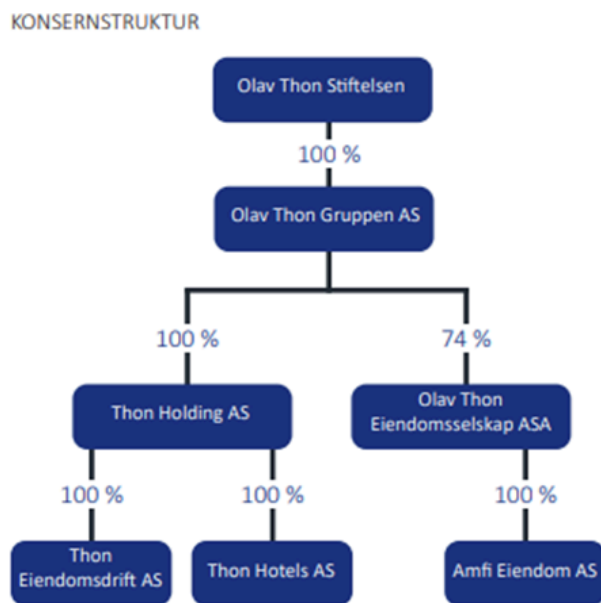 KONSERNSTRUKTUR
Olav Thon Stiftelsen
100 %
Olav Thon Gruppen AS
100 %
74 %
Thon Holding AS
Olav Thon
Eiendomsselskap ASA
100 %
100 %
100 %
Thon
Eiendomsdrift AS
Thon Hotels AS
Amfi Eiendom AS